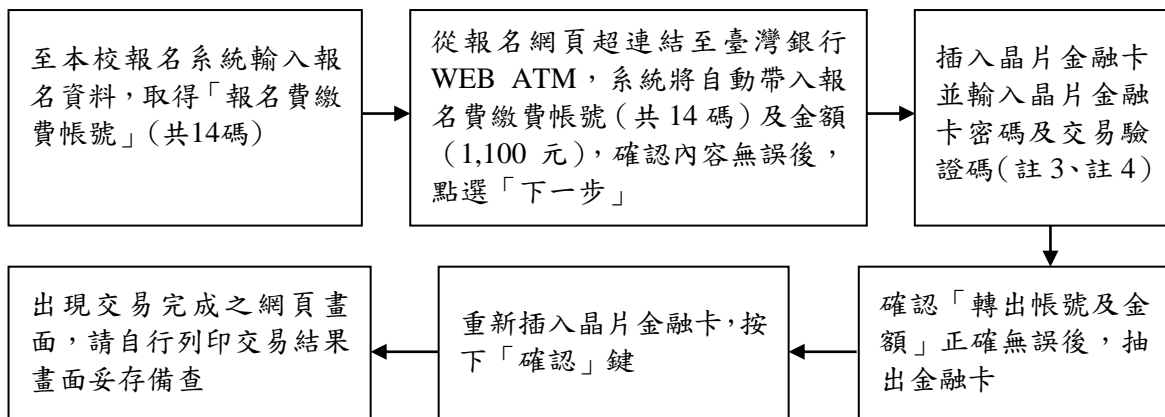 至本校報名系統輸入報
名資料,取得「報名費繳
費帳號」(共14碼)
從報名網頁超連結至臺灣銀行
WEB ATM,系統將自動帶入報
名費繳費帳號(共 14 碼)及金額
(1,100 元),確認內容無誤後,
點選「下一步」
插入晶片金融卡
並輸入晶片金融
卡密碼及交易驗
證碼(註 3、註 4)
確認「轉出帳號及金
額」正確無誤後,抽
出金融卡
重新插入晶片金融卡,按
下「確認」鍵
出現交易完成之網頁畫
面,請自行列印交易結果
畫面妥存備查